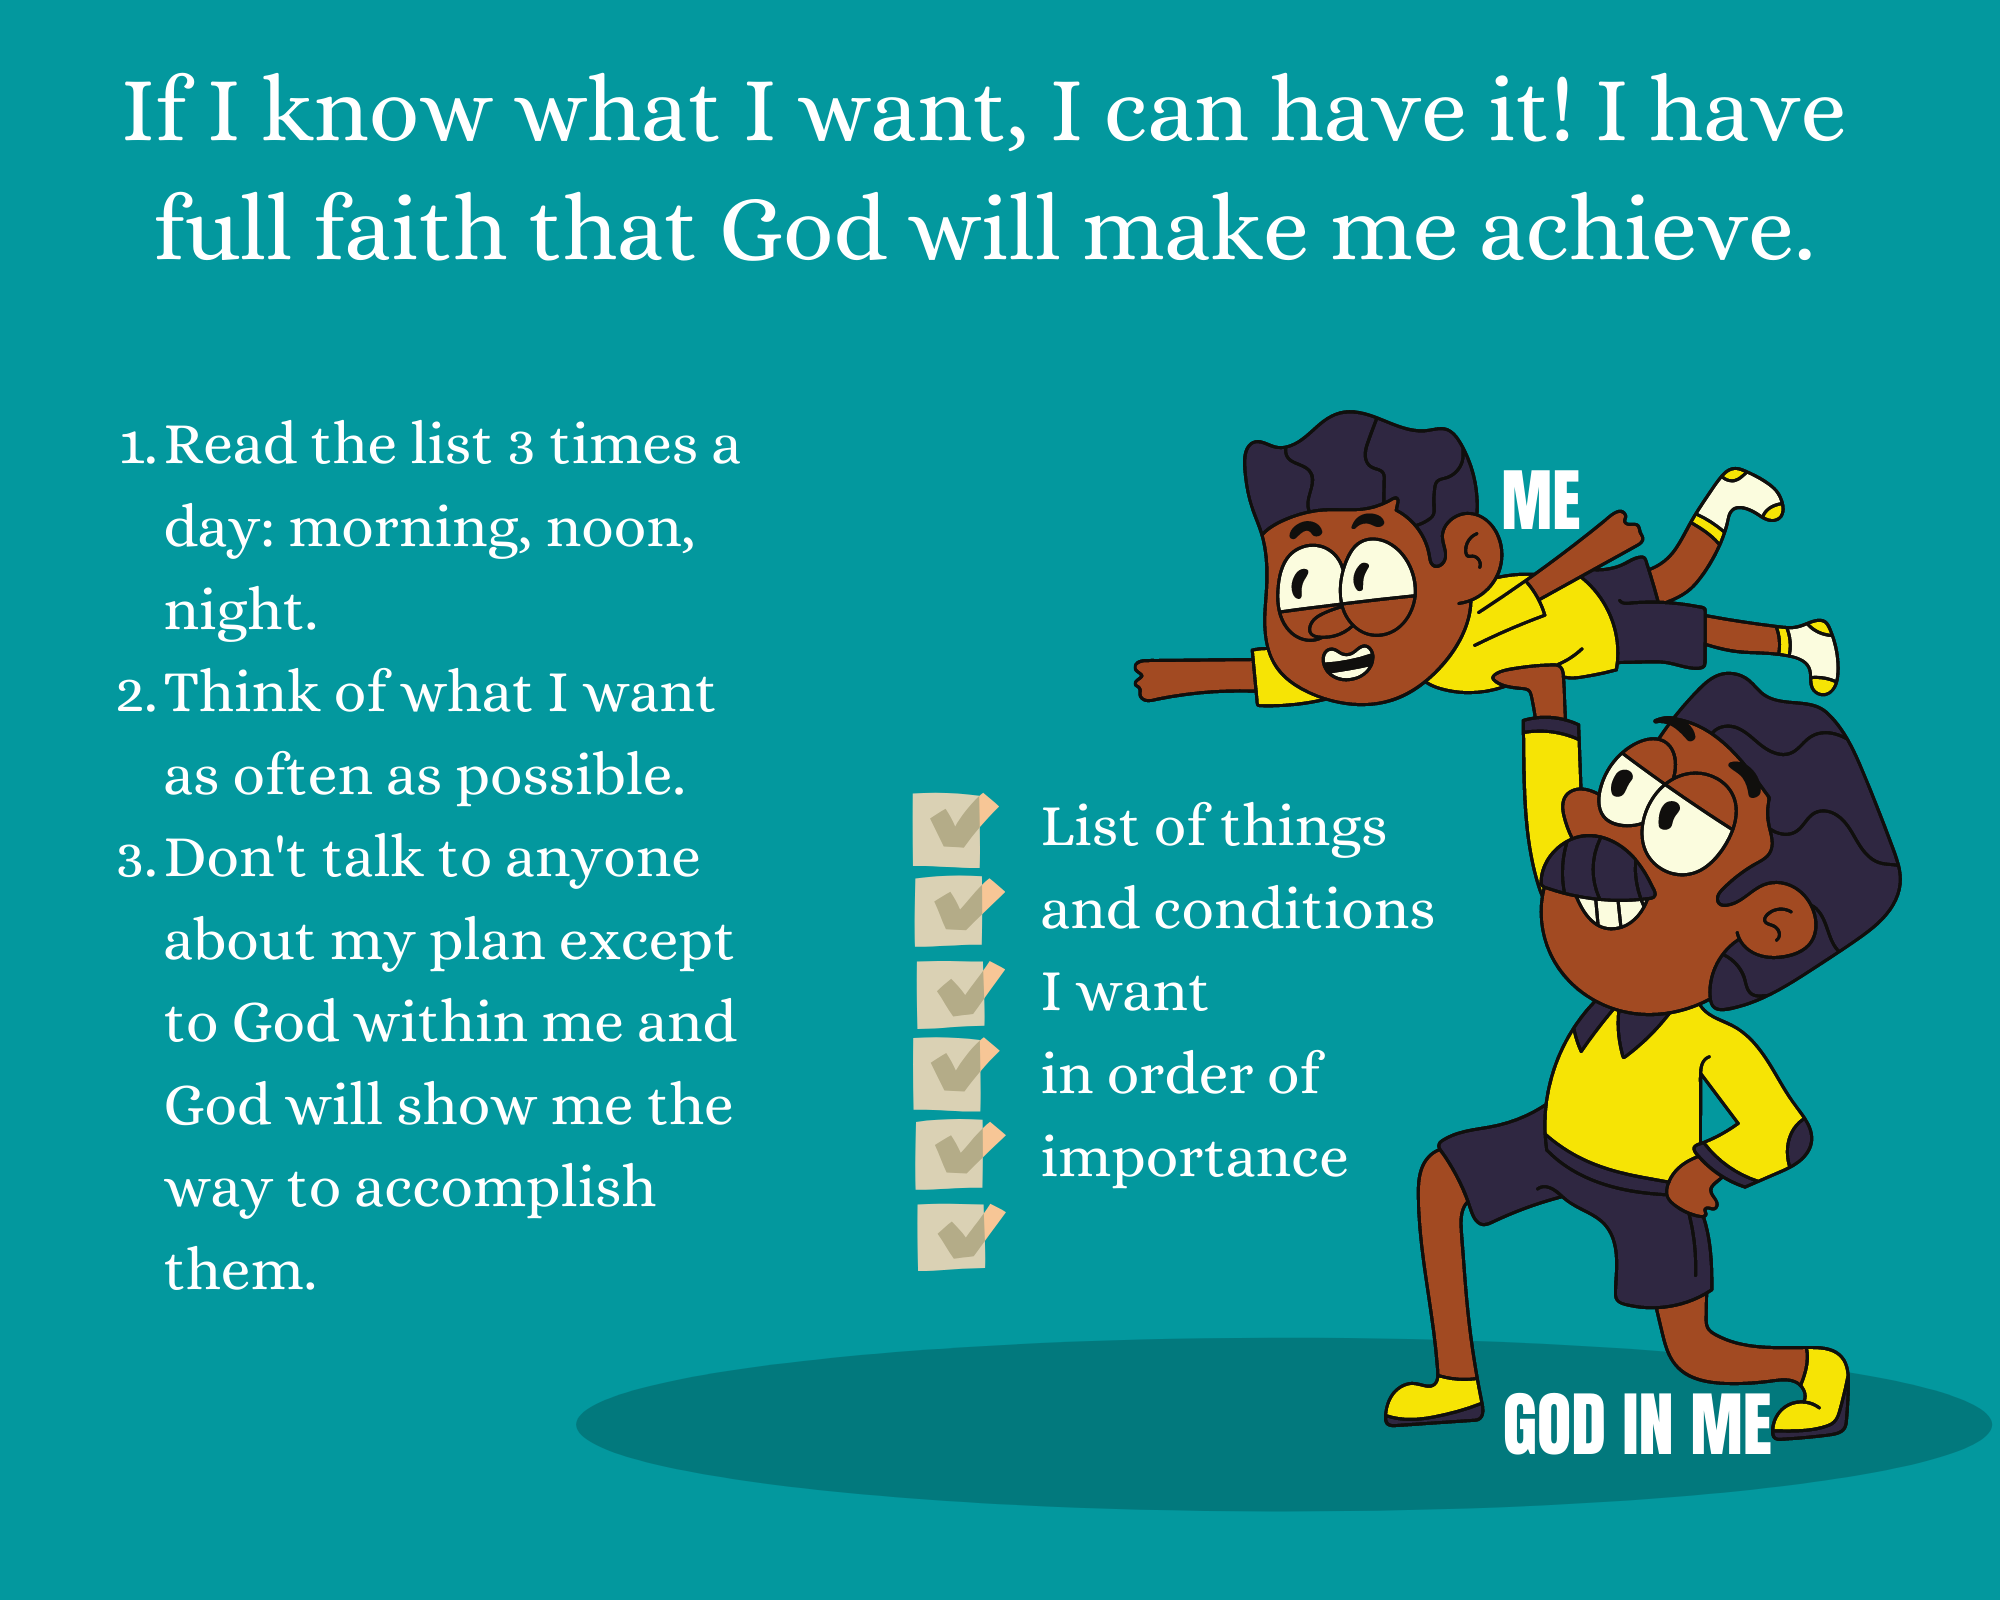 If I know what I want, I can have it! I have
full faith that God will make me achieve.
1. Read the list 3 times a
day: morning, noon,
night.
2. Think of what I want
as often as possible.
3. Don't talk to anyone
about my plan except
to God within me and
God will show me the
way to accomplish
them.
ME
List of things
and conditions
I want
in order of
importance
GOD IN ME